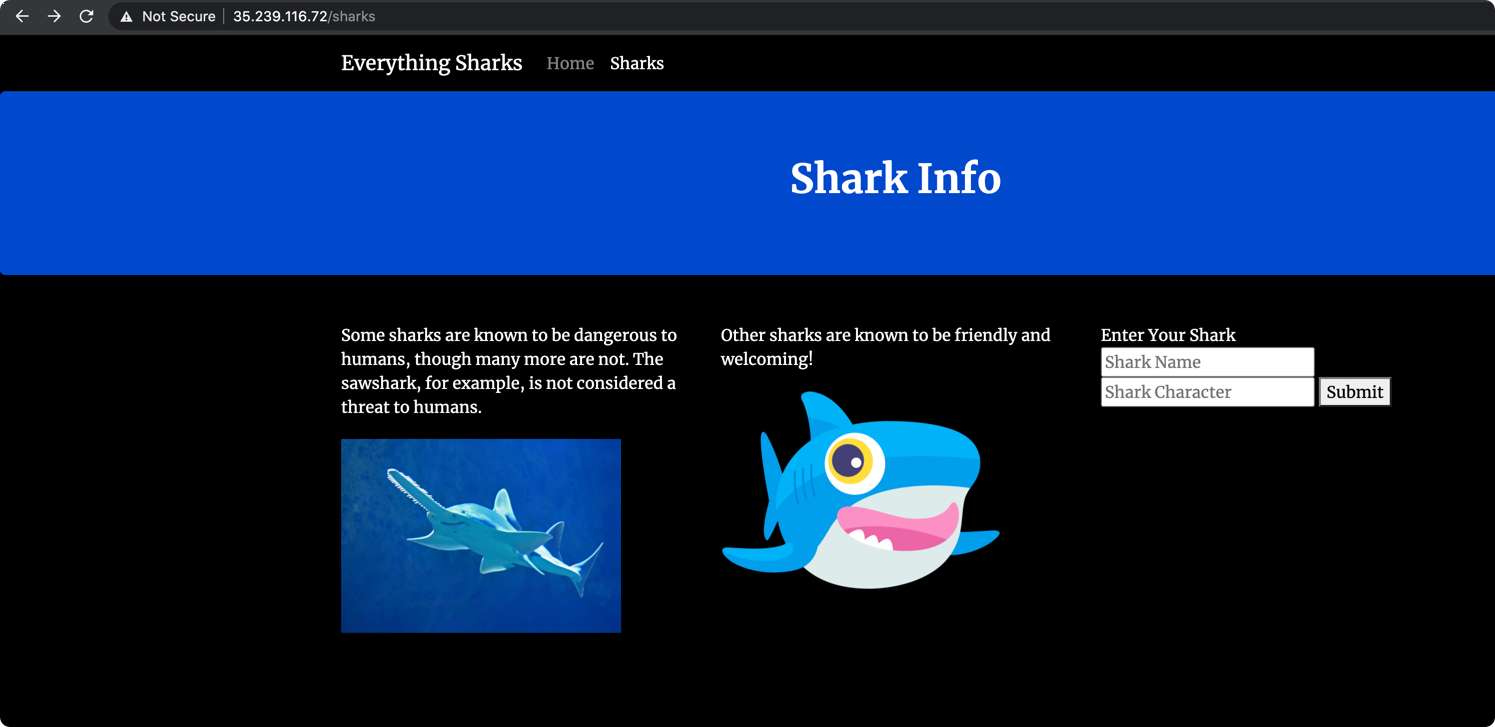 Not Secure | 35.239.116.72/sharks
Everything Sharks Home Sharks
Shark Info
Some sharks are known to be dangerous to
humans, though many more are not. The
sawshark, for example, is not considered a
threat to humans.
Other sharks are known to be friendly and
welcoming!
Enter Your Shark
Shark Name
Shark Character Submit